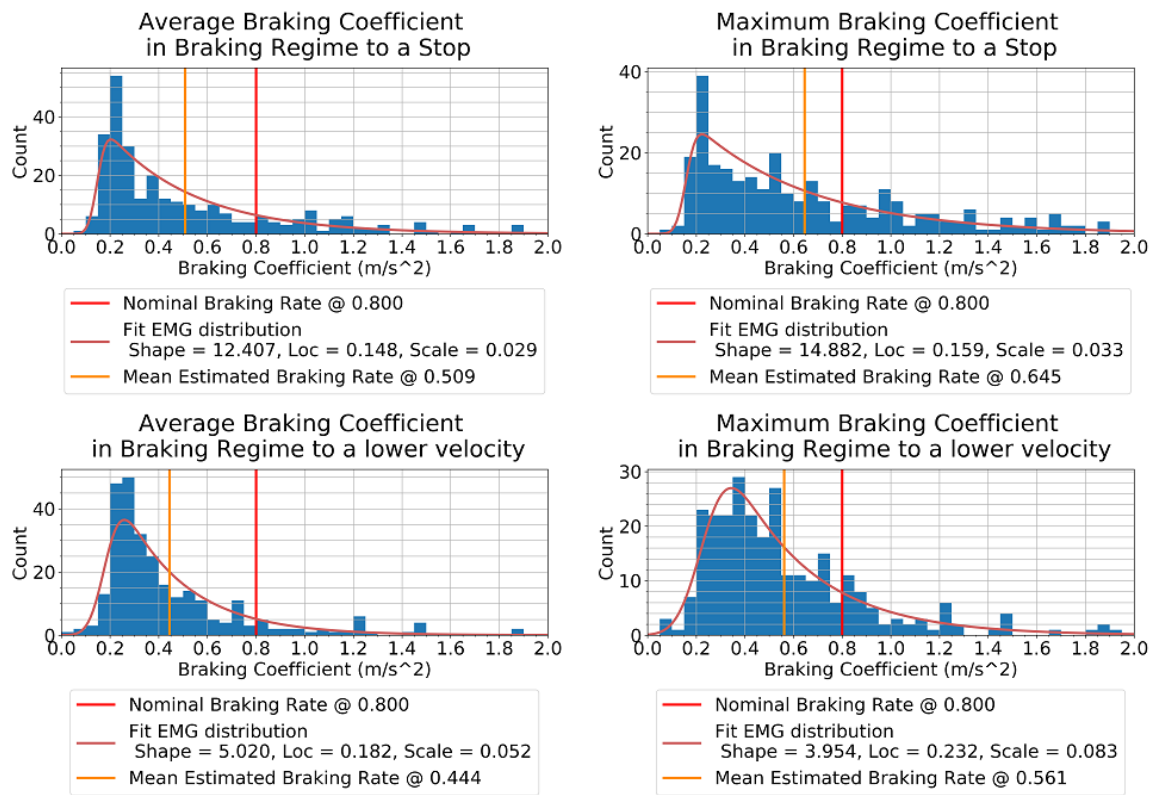 Average Braking Coefficient
in Braking Regime to a Stop
Count
40
20
0
0.0 0.2 0.4 0.6 0.8 1.0 1.2 1.4 1.6 1.8 2.0
Braking Coefficient (m/s^2)
Nominal Braking Rate @ 0.800
Fit EMG distribution
Shape = 12.407, Loc = 0.148, Scale = 0.029
Mean Estimated Braking Rate @ 0.509
Maximum Braking Coefficient
in Braking Regime to a Stop
Count
40
20
0
0.0 0.2 0.4 0.6 0.8 1.0 1.2 1.4 1.6 1.8 2.0
Braking Coefficient (m/s^2)
Nominal Braking Rate @ 0.800
Fit EMG distribution
Shape = 14.882, Loc = 0.159, Scale = 0.033
Mean Estimated Braking Rate @ 0.645
Average Braking Coefficient
in Braking Regime to a lower velocity
Count
40
20
0
0.0 0.2 0.4 0.6 0.8 1.0 1.2 1.4 1.6 1.8 2.0
Braking Coefficient (m/s^2)
Nominal Braking Rate @ 0.800
Fit EMG distribution
Shape = 5.020, Loc = 0.182, Scale = 0.052
Mean Estimated Braking Rate @ 0.444
Maximum Braking Coefficient
in Braking Regime to a lower velocity
Count
30
20
10
0
0.0 0.2 0.4 0.6 0.8 1.0 1.2 1.4 1.6 1.8 2.0
Braking Coefficient (m/s^2)
Nominal Braking Rate @ 0.800
Fit EMG distribution
Shape = 3.954, Loc = 0.232, Scale = 0.083
Mean Estimated Braking Rate @ 0.561